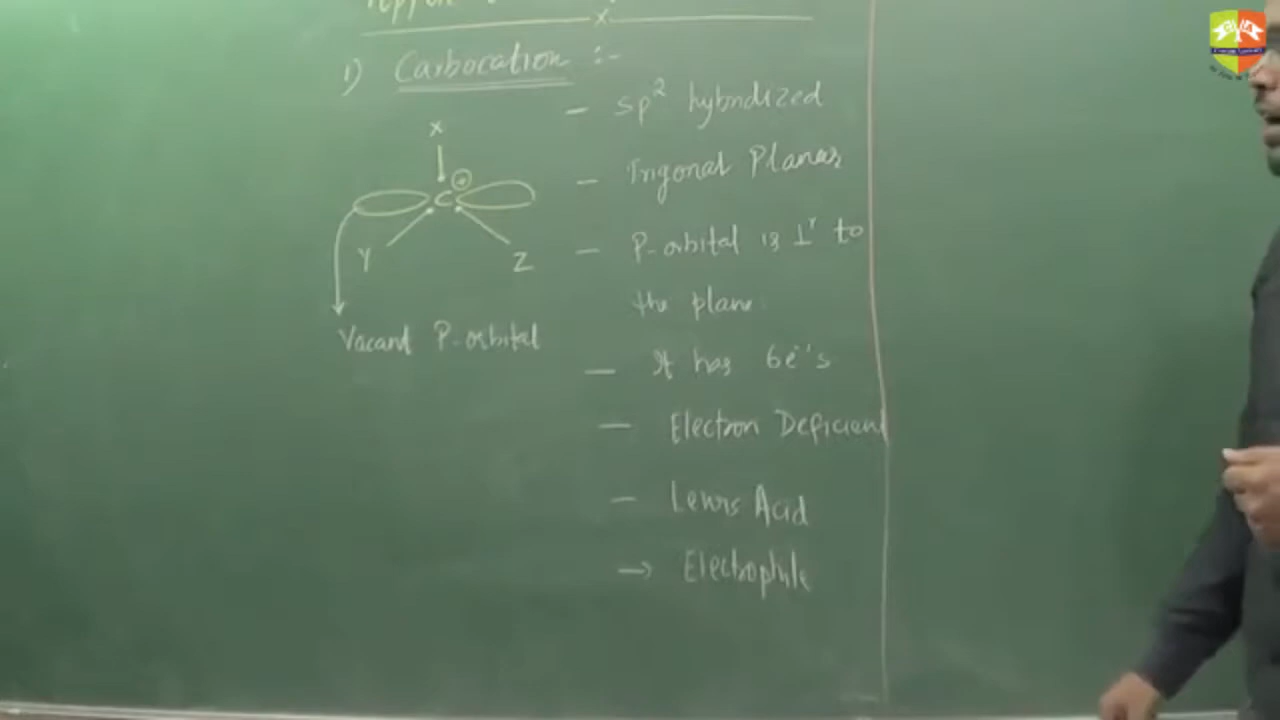 1) Carbocation :-
X
⊕
C
Y
Z
Vacant P-orbital
- sp² hybridized
- Trigonal Planar
- P-orbital is ⊥ʳ to
the plane
- It has 6e⁻'s
- Electron Deficient
- Lewis Acid
→ Electrophile